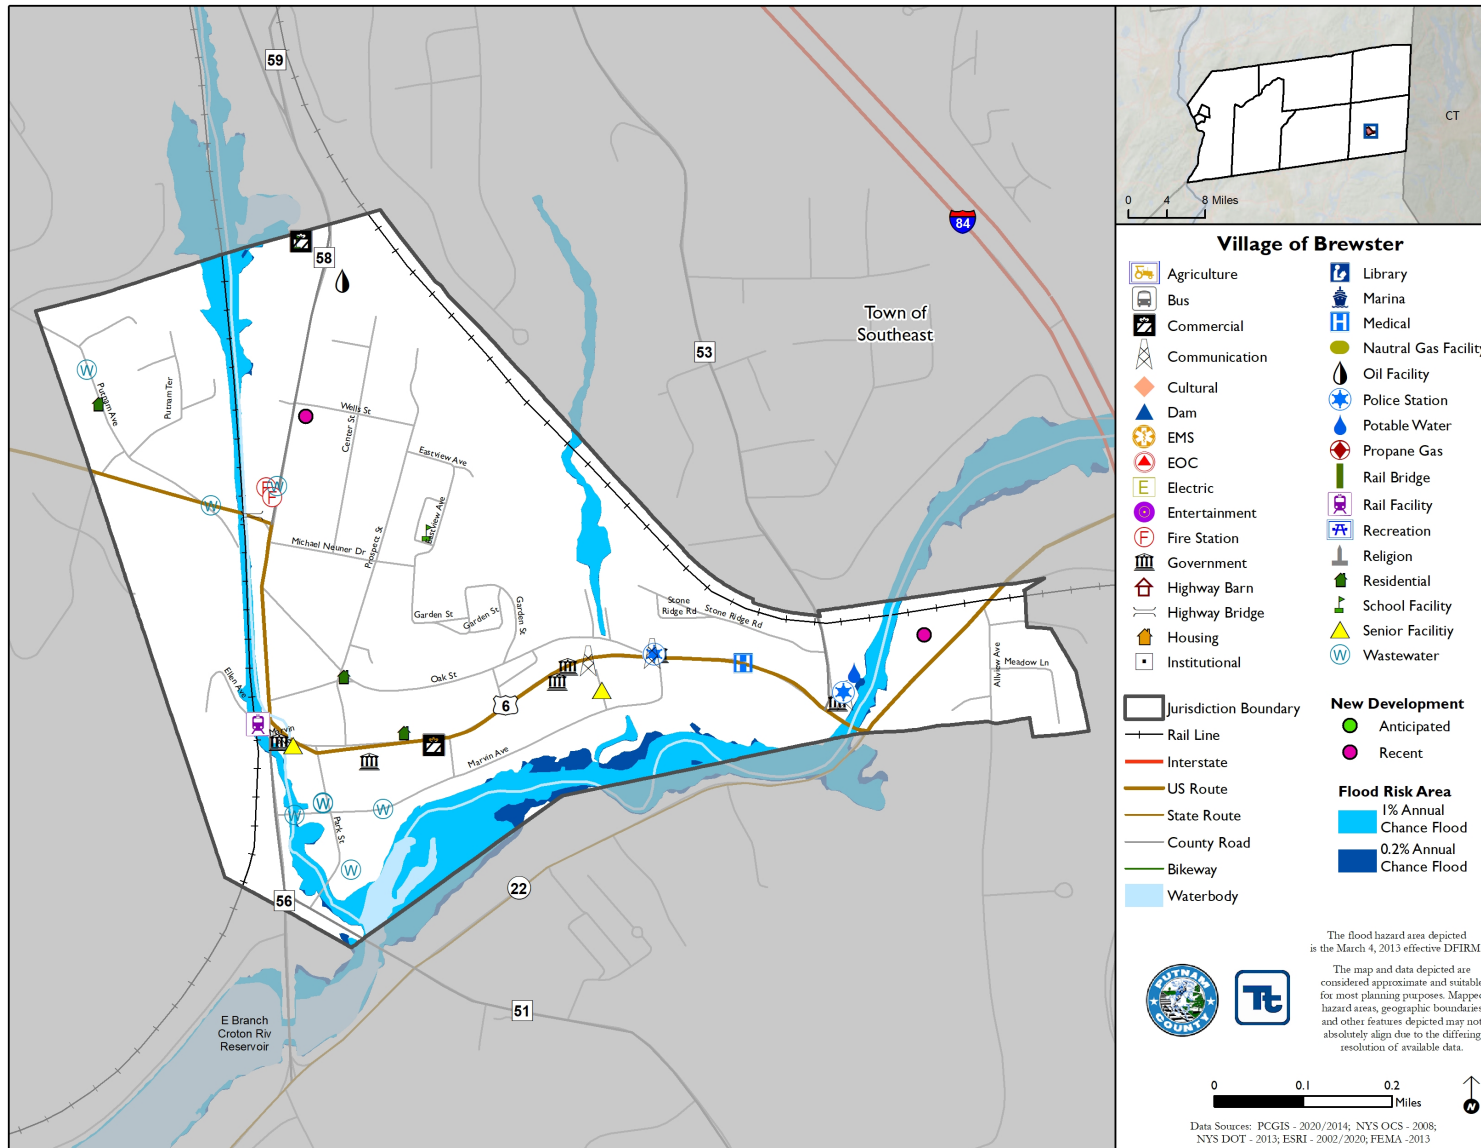 59
58
84
53
Town of
Southeast
Putnam Ave
Putnam Ter
Wells St
Center St
Eastview Ave
Eastview Ave
W
W
W
F
F
Michael Neuner Dr
Prospect St
Garden St
Garden St
Garden St
Stone
Ridge Rd
Stone Ridge Rd
Allview Ave
Meadow Ln
Ellen Ave
Oak St
H
6
Marvin
Marvin Ave
W
W
W
W
Park St
56
22
51
E Branch
Croton Riv
Reservoir
CT
0 4 8 Miles
Village of Brewster
Agriculture
Bus
Commercial
Communication
Cultural
Dam
EMS
EOC
E Electric
Entertainment
F Fire Station
Government
Highway Barn
Highway Bridge
Housing
Institutional
Library
Marina
H Medical
Nautral Gas Facility
Oil Facility
Police Station
Potable Water
Propane Gas
Rail Bridge
Rail Facility
Recreation
Religion
Residential
School Facility
Senior Facilitiy
W Wastewater
Jurisdiction Boundary
Rail Line
Interstate
US Route
State Route
County Road
Bikeway
Waterbody
New Development
Anticipated
Recent
Flood Risk Area
1% Annual
Chance Flood
0.2% Annual
Chance Flood
The flood hazard area depicted
is the March 4, 2013 effective DFIRM
The map and data depicted are
considered approximate and suitable
for most planning purposes. Mapped
hazard areas, geographic boundaries
and other features depicted may not
absolutely align due to the differing
resolution of available data.
PUTNAM
COUNTY
Tt
0 0.1 0.2
Miles
N
Data Sources: PCGIS - 2020/2014; NYS OCS - 2008;
NYS DOT - 2013; ESRI - 2002/2020; FEMA -2013